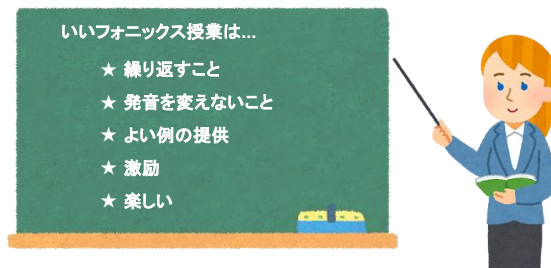 いいフォニックス授業は...
★ 繰り返すこと
★ 発音を変えないこと
★ よい例の提供
★ 激励
★ 楽しい